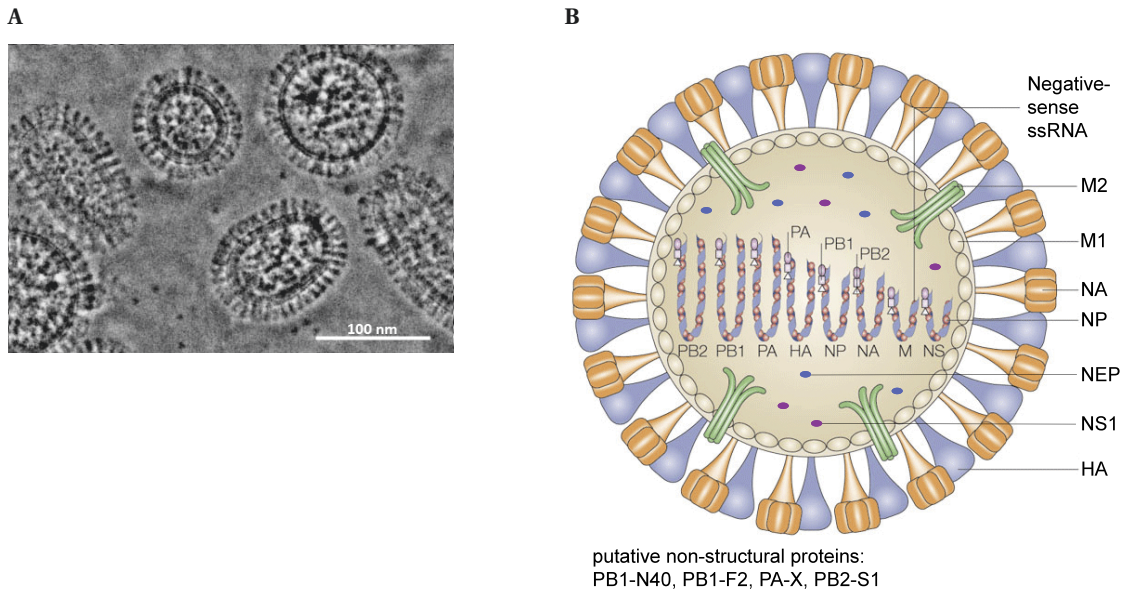 A
B
100 nm
Negative-
sense
ssRNA
M2
M1
NA
NP
NEP
NS1
HA
PA
PB1
PB2
PB2 PB1 PA HA NP NA M NS
putative non-structural proteins:
PB1-N40, PB1-F2, PA-X, PB2-S1